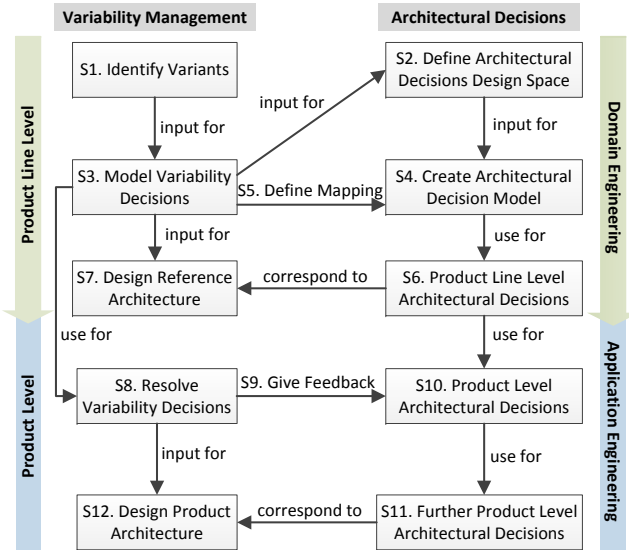 Variability Management
Architectural Decisions
S1. Identify Variants
S2. Define Architectural
Decisions Design Space
input for
input for
input for
S3. Model Variability
Decisions
S5. Define Mapping
S4. Create Architectural
Decision Model
input for
use for
S7. Design Reference
Architecture
correspond to
S6. Product Line Level
Architectural Decisions
use for
use for
S8. Resolve
Variability Decisions
S9. Give Feedback
S10. Product Level
Architectural Decisions
input for
use for
S12. Design Product
Architecture
correspond to
S11. Further Product Level
Architectural Decisions
Product Line Level
Product Level
Domain Engineering
Application Engineering